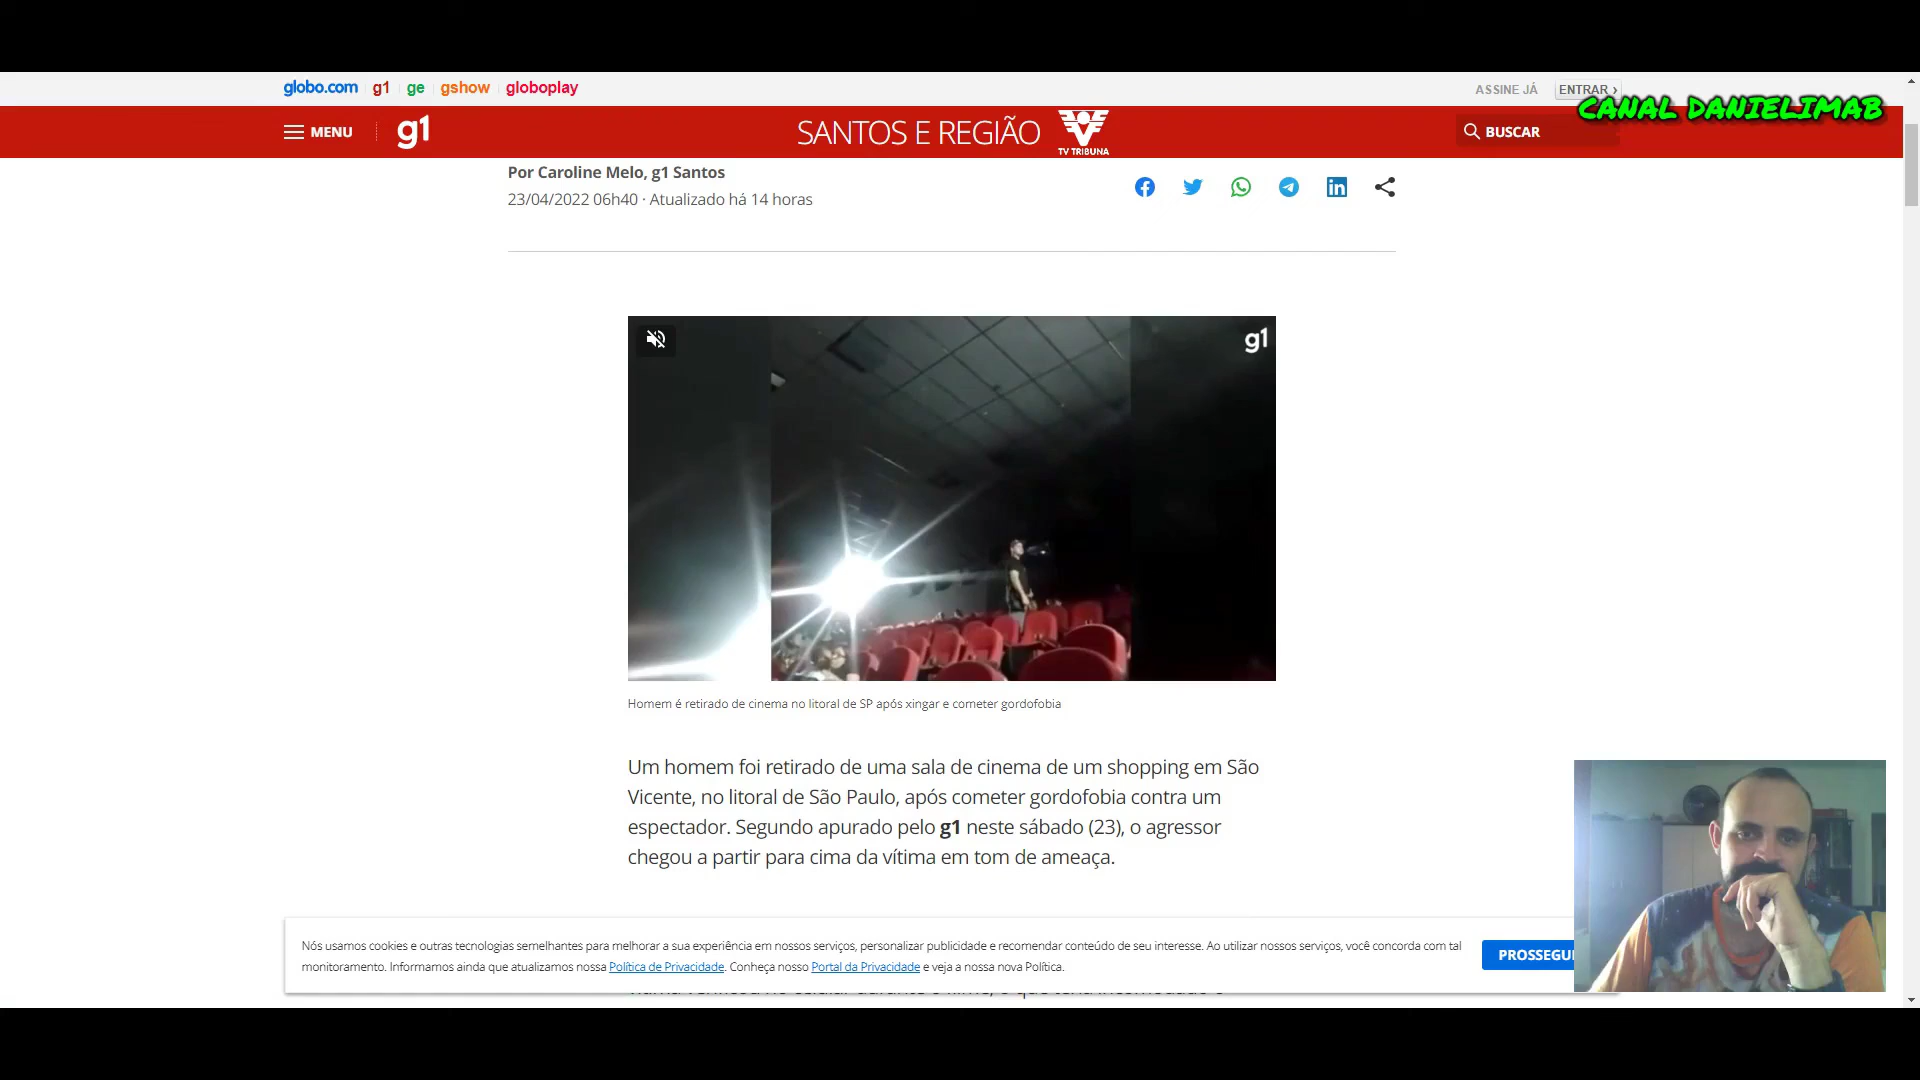 globo.com g1 ge gshow globoplay
ASSINE JÁ ENTRAR ›
CANAL DANIELIMAB
MENU g1 SANTOS E REGIÃO TV TRIBUNA BUSCAR
Por Caroline Melo, g1 Santos
23/04/2022 06h40 · Atualizado há 14 horas
g1
Homem é retirado de cinema no litoral de SP após xingar e cometer gordofobia
Um homem foi retirado de uma sala de cinema de um shopping em São
Vicente, no litoral de São Paulo, após cometer gordofobia contra um
espectador. Segundo apurado pelo g1 neste sábado (23), o agressor
chegou a partir para cima da vítima em tom de ameaça.
Nós usamos cookies e outras tecnologias semelhantes para melhorar a sua experiência em nossos serviços, personalizar publicidade e recomendar conteúdo de seu interesse. Ao utilizar nossos serviços, você concorda com tal
monitoramento. Informamos ainda que atualizamos nossa Política de Privacidade. Conheça nosso Portal da Privacidade e veja a nossa nova Política.
PROSSEGUI